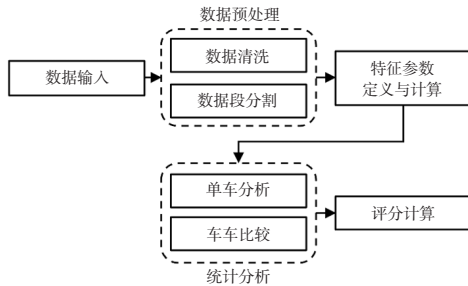 数据预处理
数据输入
数据清洗
数据段分割
特征参数
定义与计算
单车分析
车车比较
统计分析
评分计算